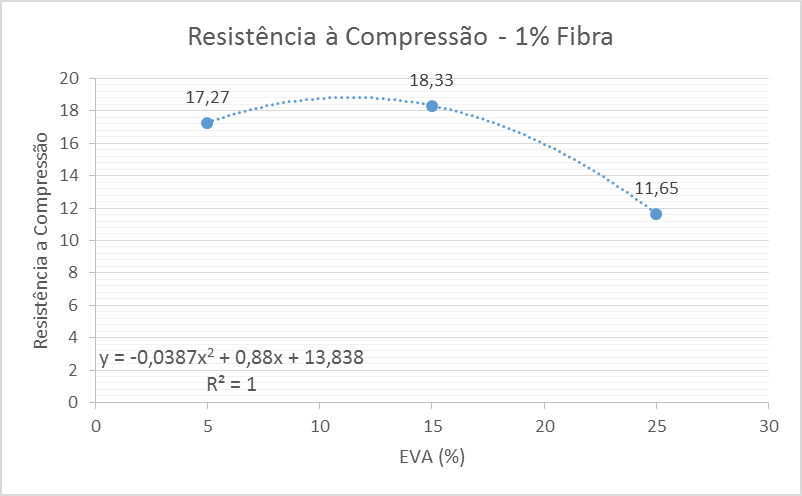 Resistência à Compressão - 1% Fibra
Resistência a Compressão
20
18
16
14
12
10
8
6
4
2
0
17,27
18,33
11,65
y = -0,0387x² + 0,88x + 13,838
R² = 1
0 5 10 15 20 25 30
EVA (%)